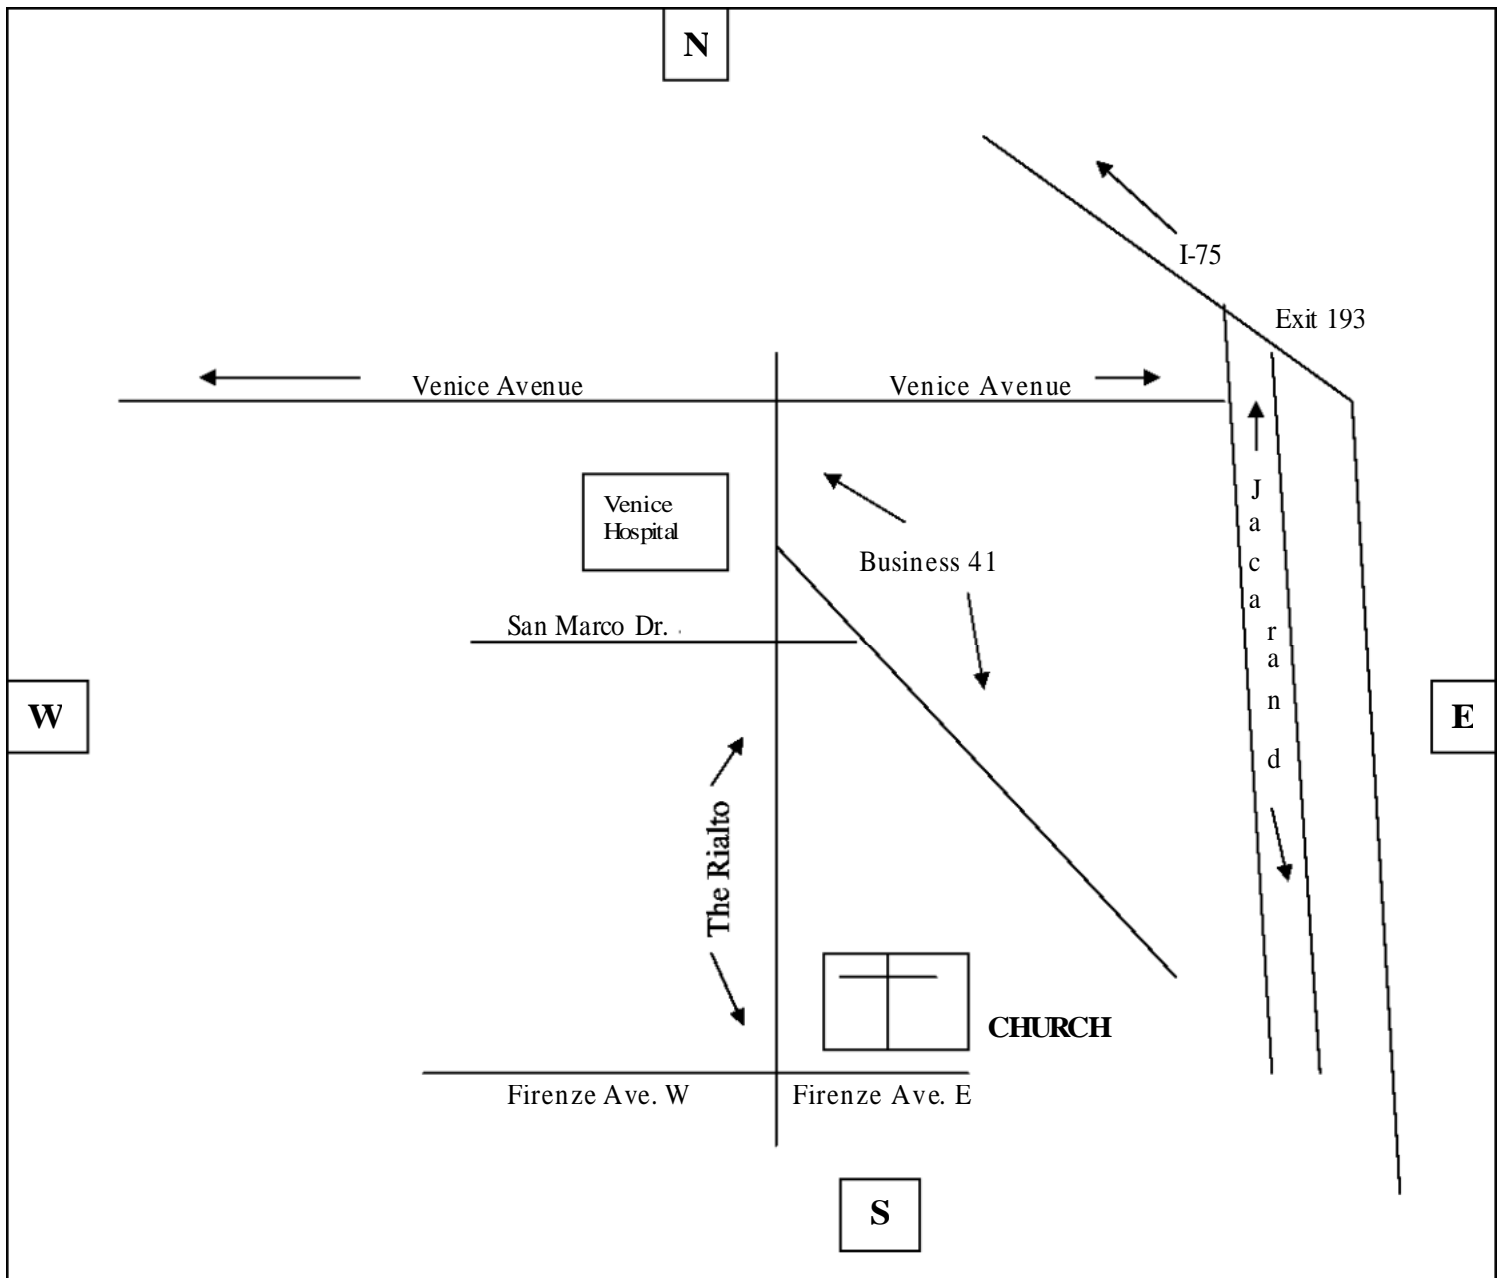 N
I-75
Exit 193
Venice Avenue
Venice Avenue
Venice
Hospital
Business 41
San Marco Dr.
Jacarand
W
E
The Rialto
CHURCH
Firenze Ave. W
Firenze Ave. E
S